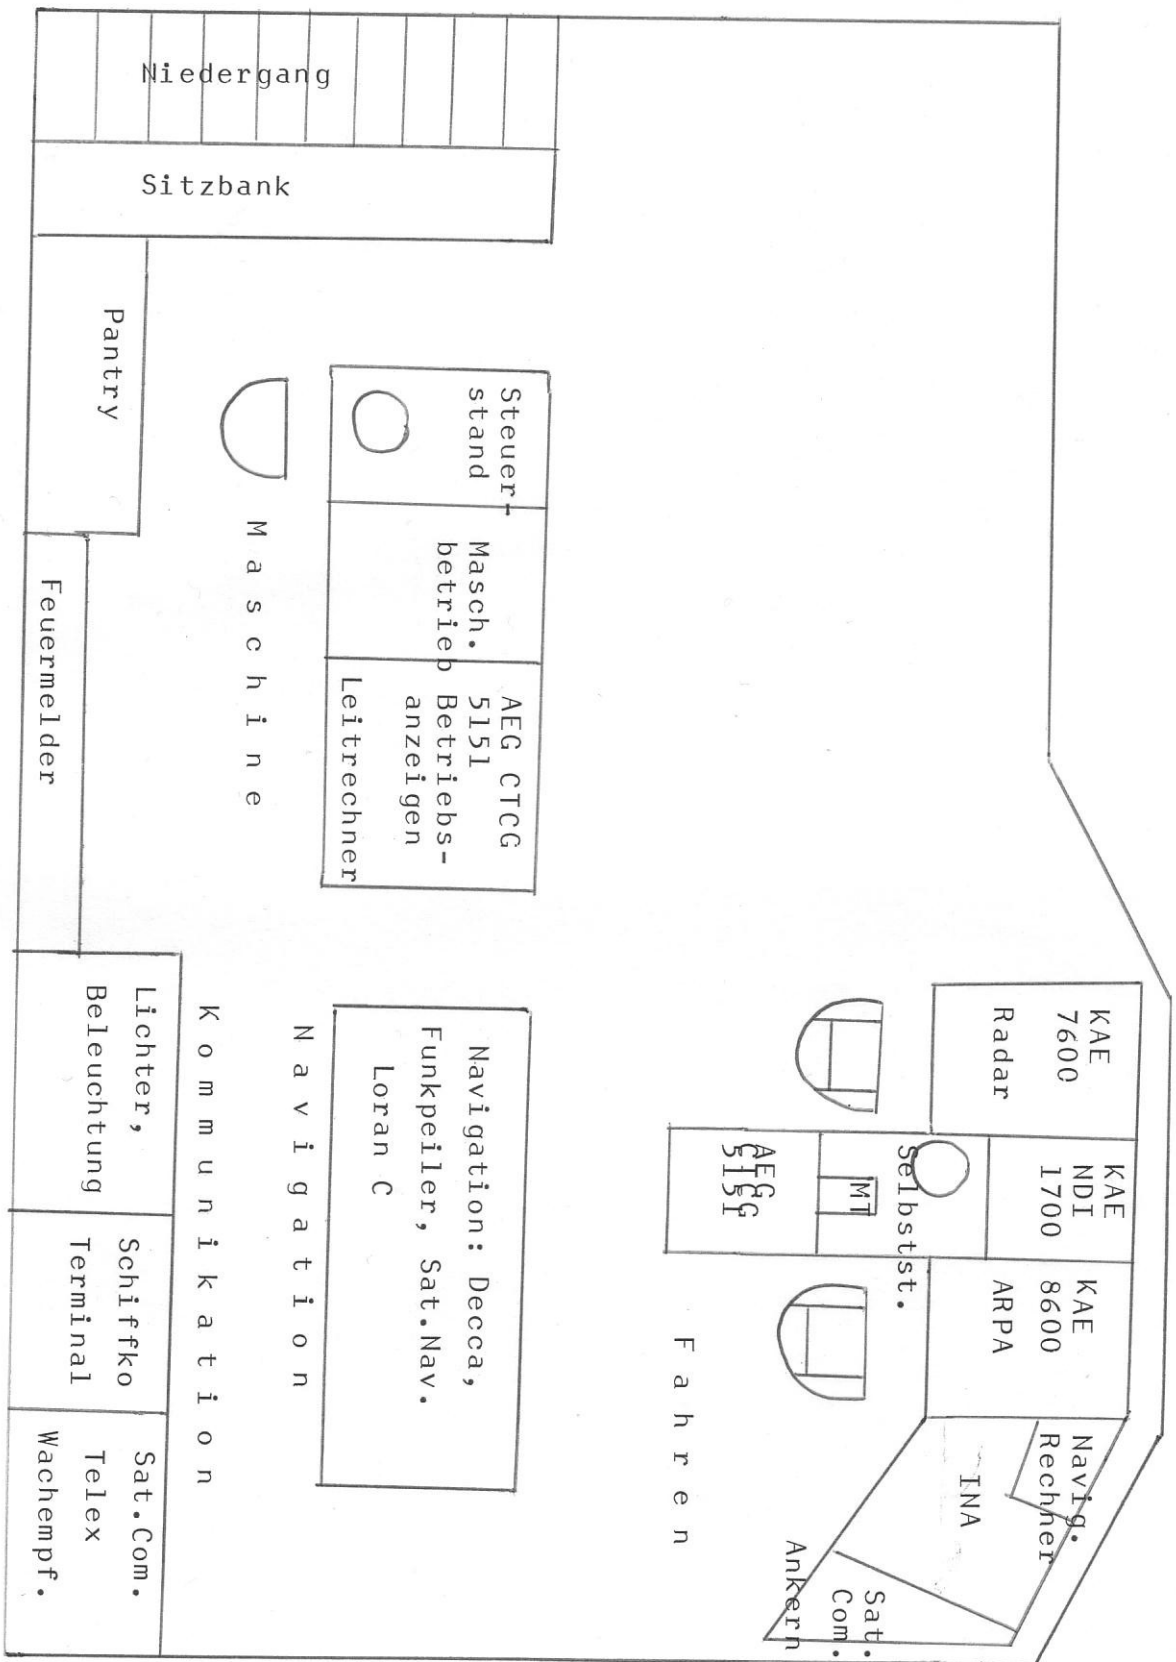 Niedergang
Sitzbank
Pantry
Steuer-
stand
Masch.
betrieb
AEG CTCG
5151
Betriebs-
anzeigen
Leitrechner
Maschine
Feuermelder
Lichter,
Beleuchtung
Schiffko
Terminal
Sat.Com.
Telex
Wachempf.
Kommunikation
Navigation
Navigation: Decca,
Funkpeiler, Sat.Nav.
Loran C
KAE
7600
Radar
KAE
NDI
1700
Selbstst.
MT
AEG
CTCG
5151
KAE
8600
ARPA
Navig.
Rechner
INA
Sat.
Com.
Ankern
Fahren